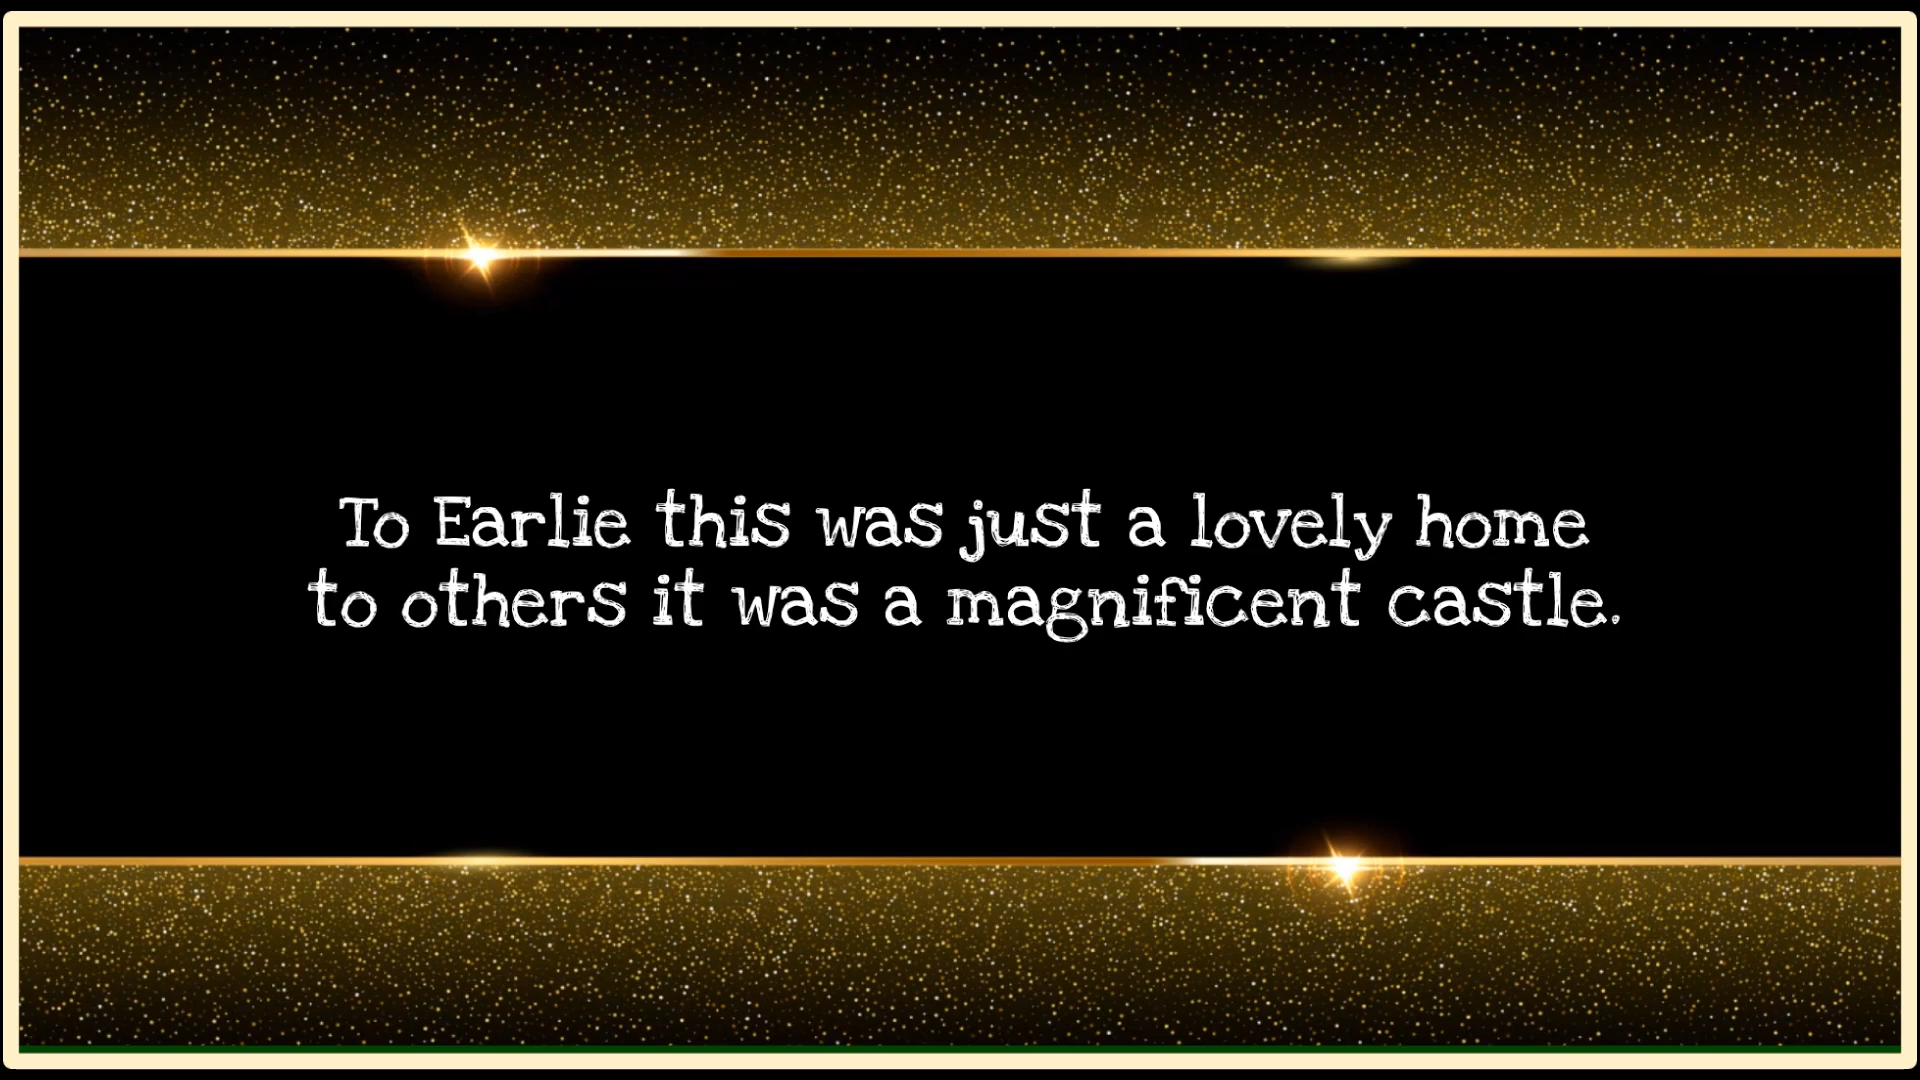 To Earlie this was just a lovely home
to others it was a magnificent castle.